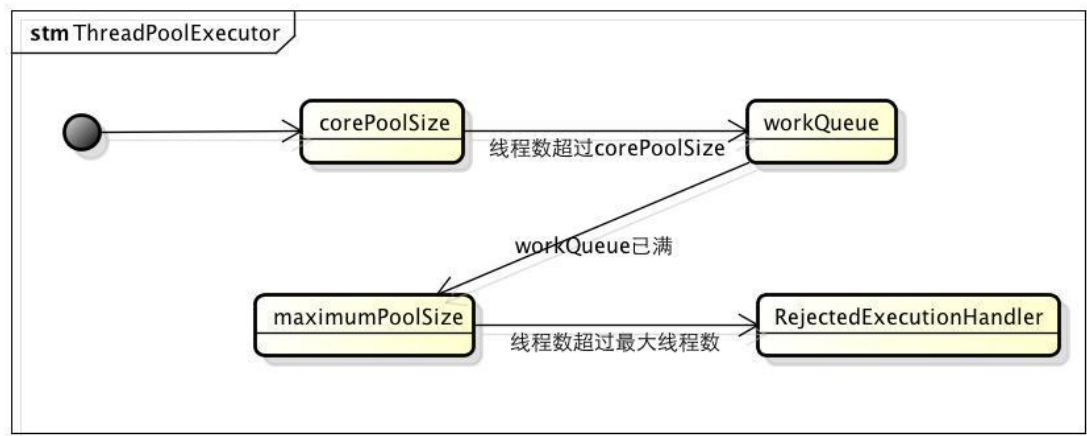 stm ThreadPoolExecutor
corePoolSize
workQueue
线程数超过corePoolSize
workQueue已满
maximumPoolSize
RejectedExecutionHandler
线程数超过最大线程数